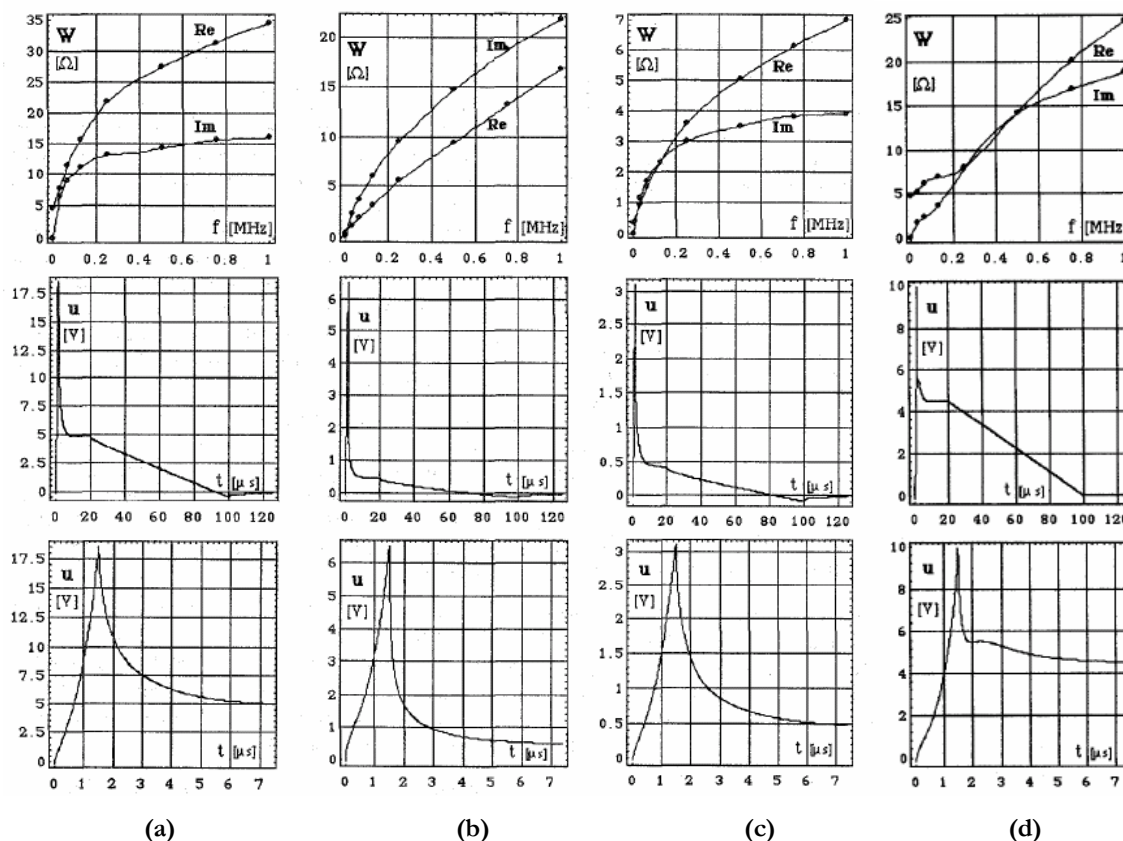 35 30 25 20 15 10 5 0
W [Ω] Re Im f [MHz]
0 0.2 0.4 0.6 0.8 1
20 15 10 5 0
W [Ω] Im Re f [MHz]
0 0.2 0.4 0.6 0.8 1
7 6 5 4 3 2 1 0
W [Ω] Re Im f [MHz]
0 0.2 0.4 0.6 0.8 1
25 20 15 10 5 0
W [Ω] Re Im f [MHz]
0 0.2 0.4 0.6 0.8 1
17.5 15 12.5 10 7.5 5 2.5 0
u [V] t [μs]
0 20 40 60 80 100 120
6 5 4 3 2 1 0
u [V] t [μs]
0 20 40 60 80 100 120
3 2.5 2 1.5 1 0.5 0
u [V] t [μs]
0 20 40 60 80 100 120
10 8 6 4 2 0
u [V] t [μs]
0 20 40 60 80 100 120
17.5 15 12.5 10 7.5 5 2.5 0
u [V] t [μs]
0 1 2 3 4 5 6 7
6 5 4 3 2 1 0
u [V] t [μs]
0 1 2 3 4 5 6 7
3 2.5 2 1.5 1 0.5 0
u [V] t [μs]
0 1 2 3 4 5 6 7
10 8 6 4 2 0
u [V] t [μs]
0 1 2 3 4 5 6 7
(a) (b) (c) (d)